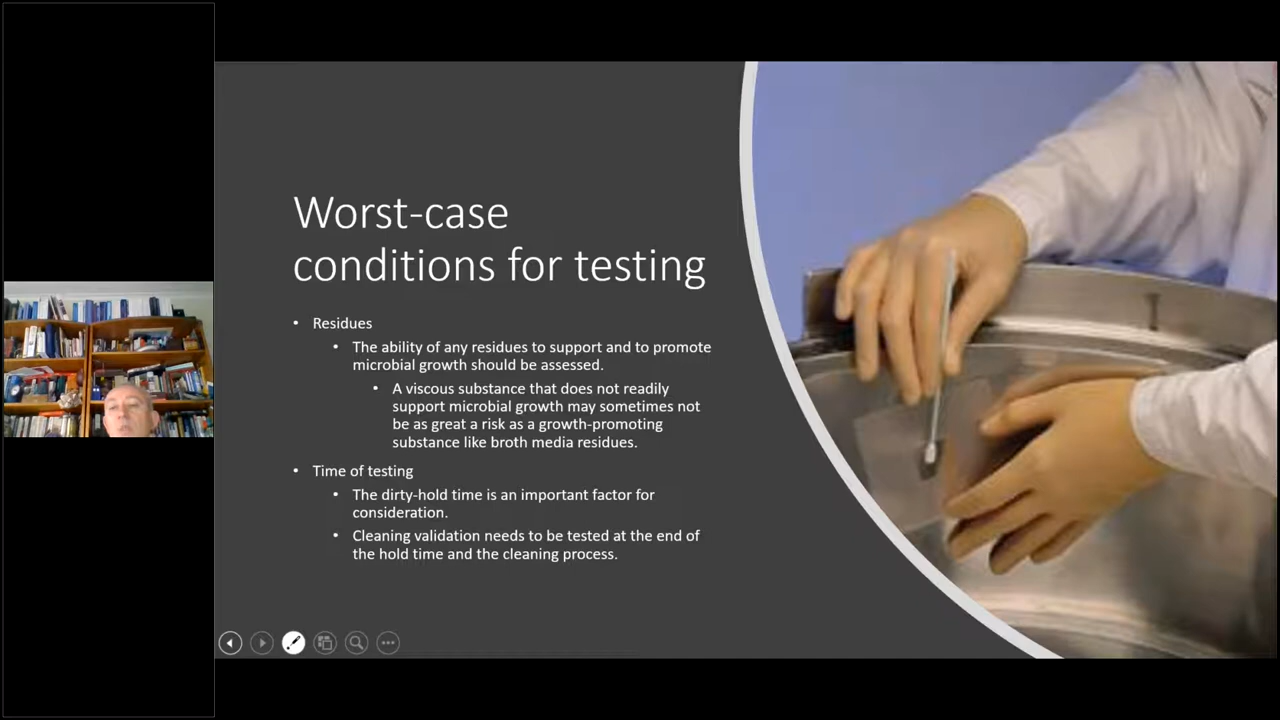 Worst-case
conditions for testing
• Residues
• The ability of any residues to support and to promote
microbial growth should be assessed.
• A viscous substance that does not readily
support microbial growth may sometimes not
be as great a risk as a growth-promoting
substance like broth media residues.
• Time of testing
• The dirty-hold time is an important factor for
consideration.
• Cleaning validation needs to be tested at the end of
the hold time and the cleaning process.